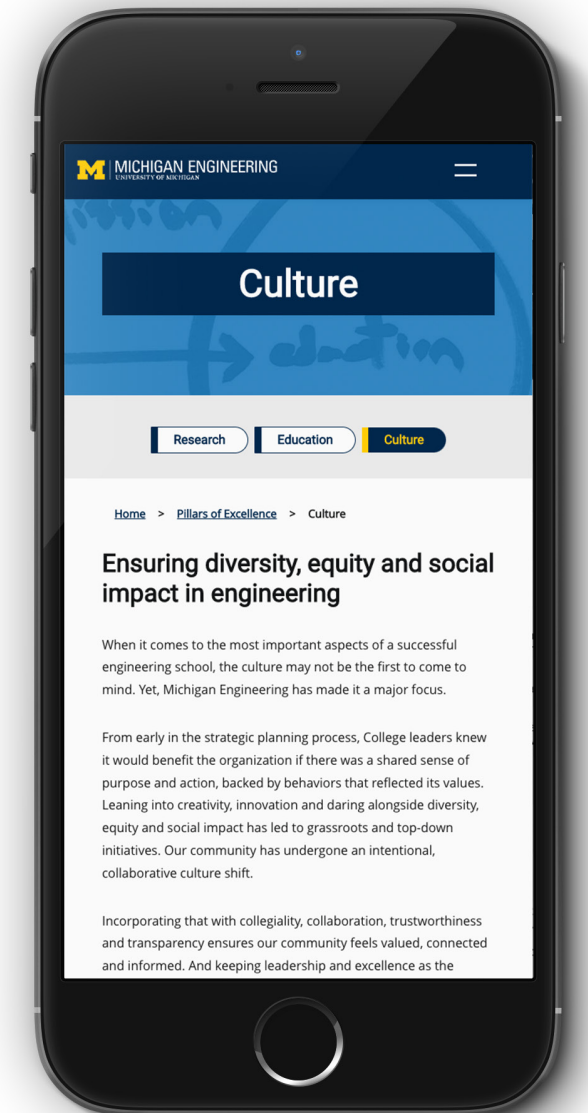 M
MICHIGAN ENGINEERING
UNIVERSITY OF MICHIGAN
Culture
Research
Education
Culture
Home > Pillars of Excellence > Culture
Ensuring diversity, equity and social
impact in engineering
When it comes to the most important aspects of a successful
engineering school, the culture may not be the first to come to
mind. Yet, Michigan Engineering has made it a major focus.
From early in the strategic planning process, College leaders knew
it would benefit the organization if there was a shared sense of
purpose and action, backed by behaviors that reflected its values.
Leaning into creativity, innovation and daring alongside diversity,
equity and social impact has led to grassroots and top-down
initiatives. Our community has undergone an intentional,
collaborative culture shift.
Incorporating that with collegiality, collaboration, trustworthiness
and transparency ensures our community feels valued, connected
and informed. And keeping leadership and excellence as the